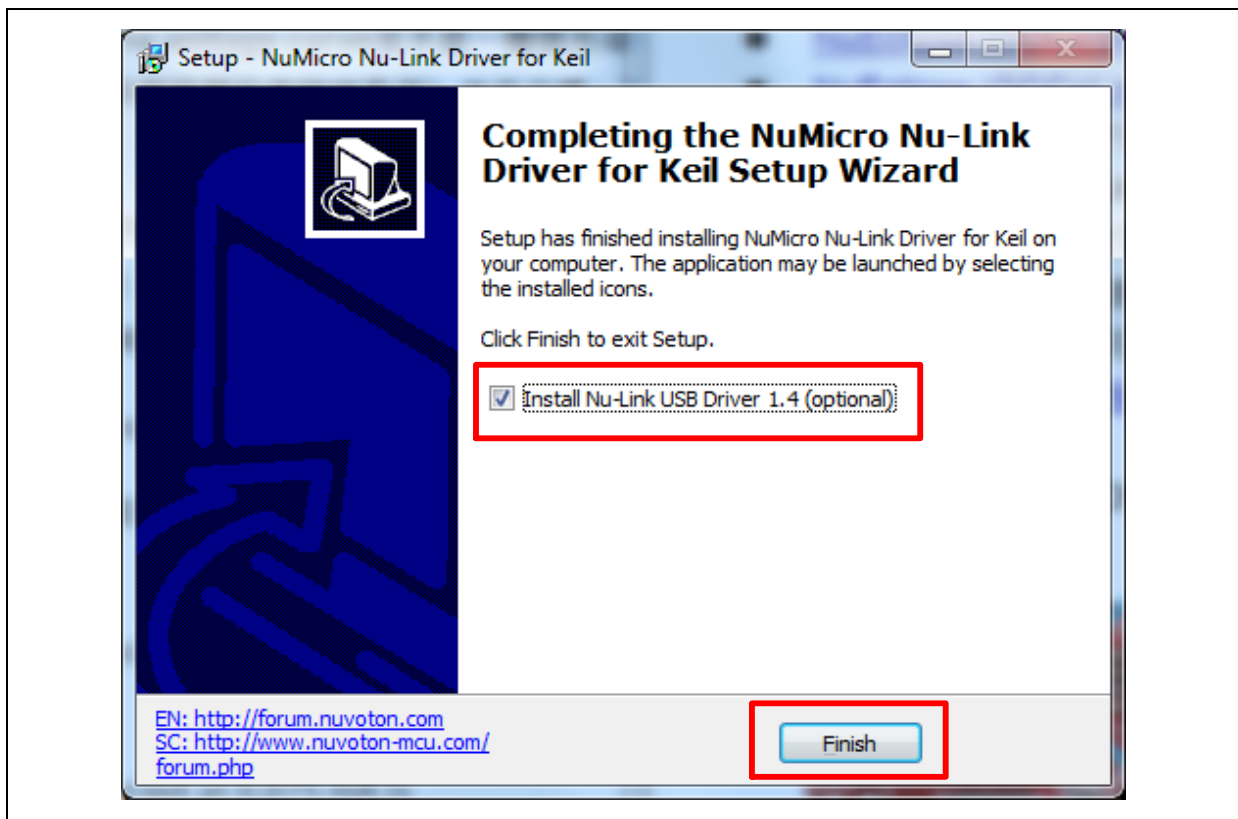 Setup - NuMicro Nu-Link Driver for Keil
Completing the NuMicro Nu-Link
Driver for Keil Setup Wizard
Setup has finished installing NuMicro Nu-Link Driver for Keil on
your computer. The application may be launched by selecting
the installed icons.
Click Finish to exit Setup.
Install Nu-Link USB Driver 1.4 (optional)
EN: http://forum.nuvoton.com
SC: http://www.nuvoton-mcu.com/
forum.php
Finish